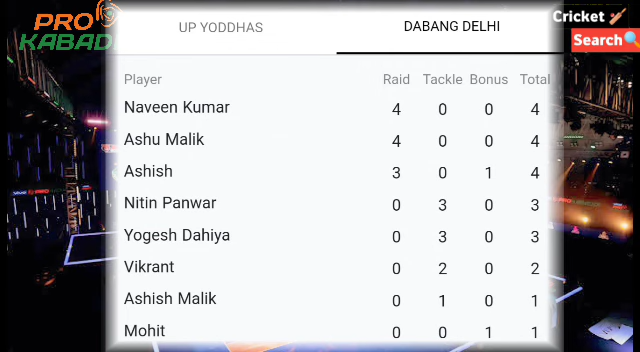 PRO
KABADDI
UP YODDHAS
DABANG DELHI
Cricket
Search
Player Raid Tackle Bonus Total
Naveen Kumar 4 0 0 4
Ashu Malik 4 0 0 4
Ashish 3 0 1 4
Nitin Panwar 0 3 0 3
Yogesh Dahiya 0 3 0 3
Vikrant 0 2 0 2
Ashish Malik 0 1 0 1
Mohit 0 0 1 1